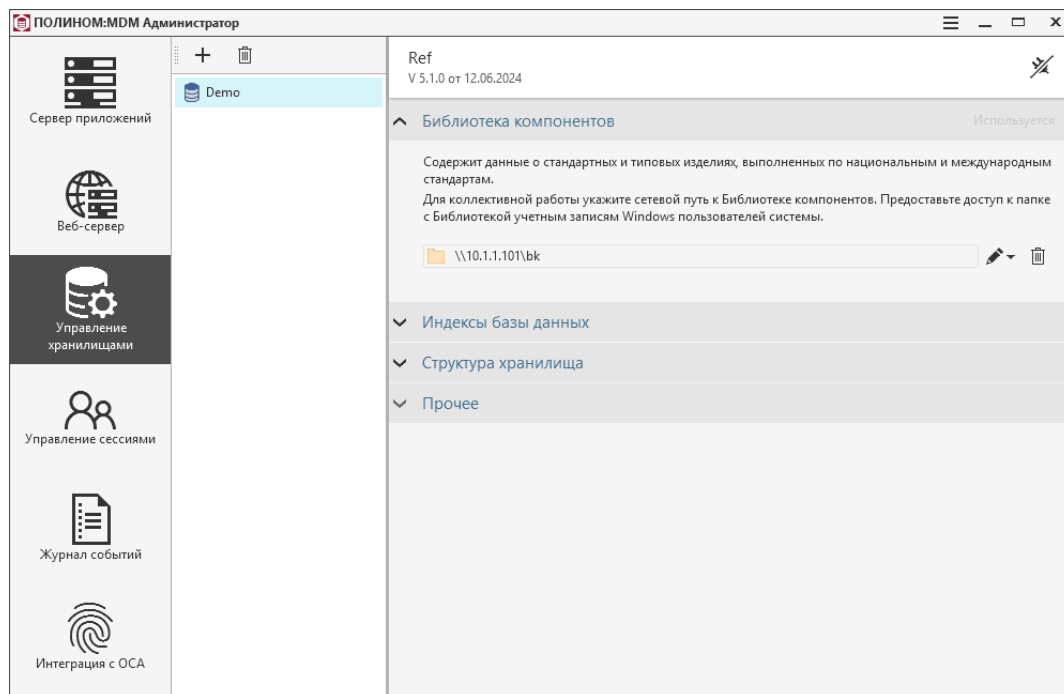 ПОЛИНОМ:MDM Администратор
Сервер приложений
Веб-сервер
Управление
хранилищами
Управление сессиями
Журнал событий
Интеграция с ОСА
Demo
Ref
V 5.1.0 от 12.06.2024
Библиотека компонентов
Используется
Содержит данные о стандартных и типовых изделиях, выполненных по национальным и международным
стандартам.
Для коллективной работы укажите сетевой путь к Библиотеке компонентов. Предоставьте доступ к папке
с Библиотекой учетным записям Windows пользователей системы.
\\10.1.1.101\bk
Индексы базы данных
Структура хранилища
Прочее